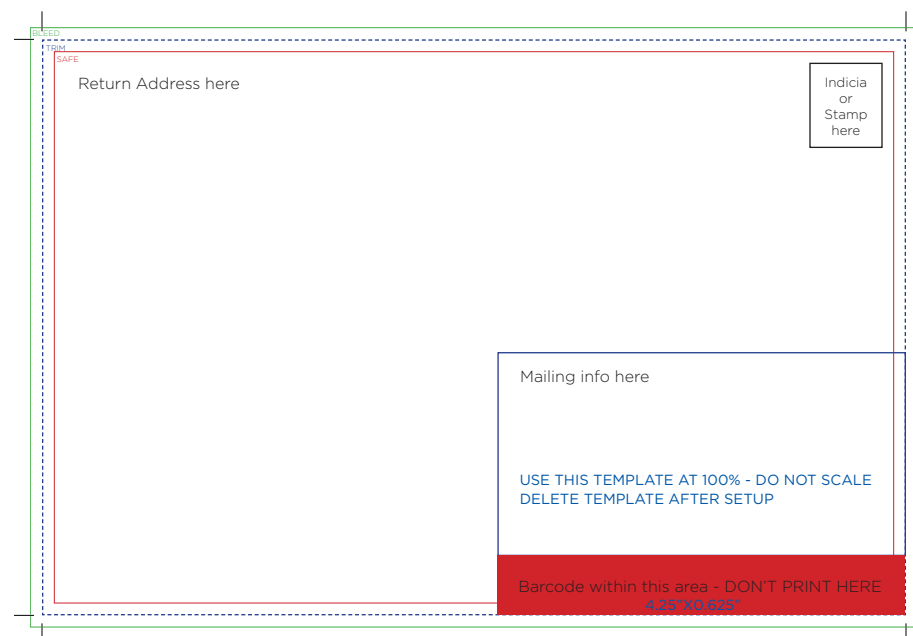 BLEED
TRIM
SAFE
Return Address here
Indicia
or
Stamp
here
Mailing info here
USE THIS TEMPLATE AT 100% - DO NOT SCALE
DELETE TEMPLATE AFTER SETUP
Barcode within this area - DON'T PRINT HERE
4.25"X0.625"